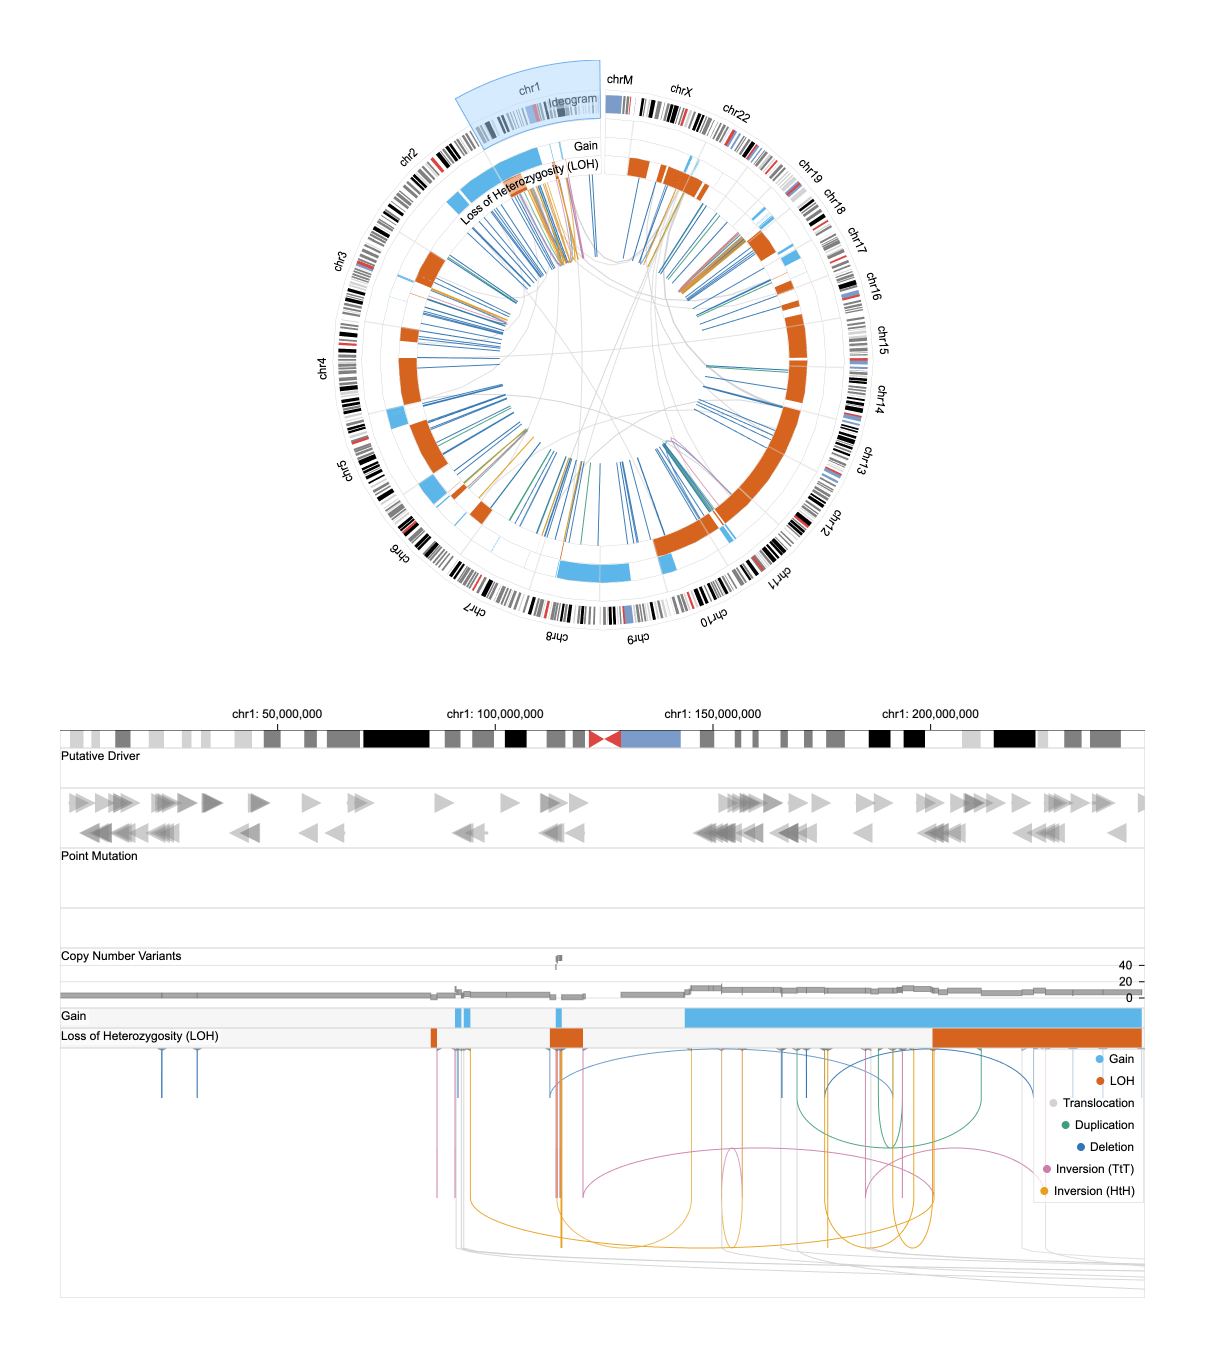 chrM
chrX
chr22
chr19
chr18
chr17
chr16
chr15
chr14
chr13
chr12
chr11
chr10
chr9
chr8
chr7
chr6
chr5
chr4
chr3
chr2
chr1
Ideogram
Gain
Loss of Heterozygosity (LOH)
chr1: 50,000,000 chr1: 100,000,000 chr1: 150,000,000 chr1: 200,000,000
Putative Driver
Point Mutation
Copy Number Variants
40
20
0
Gain
Loss of Heterozygosity (LOH)
Gain
LOH
Translocation
Duplication
Deletion
Inversion (TtT)
Inversion (HtH)